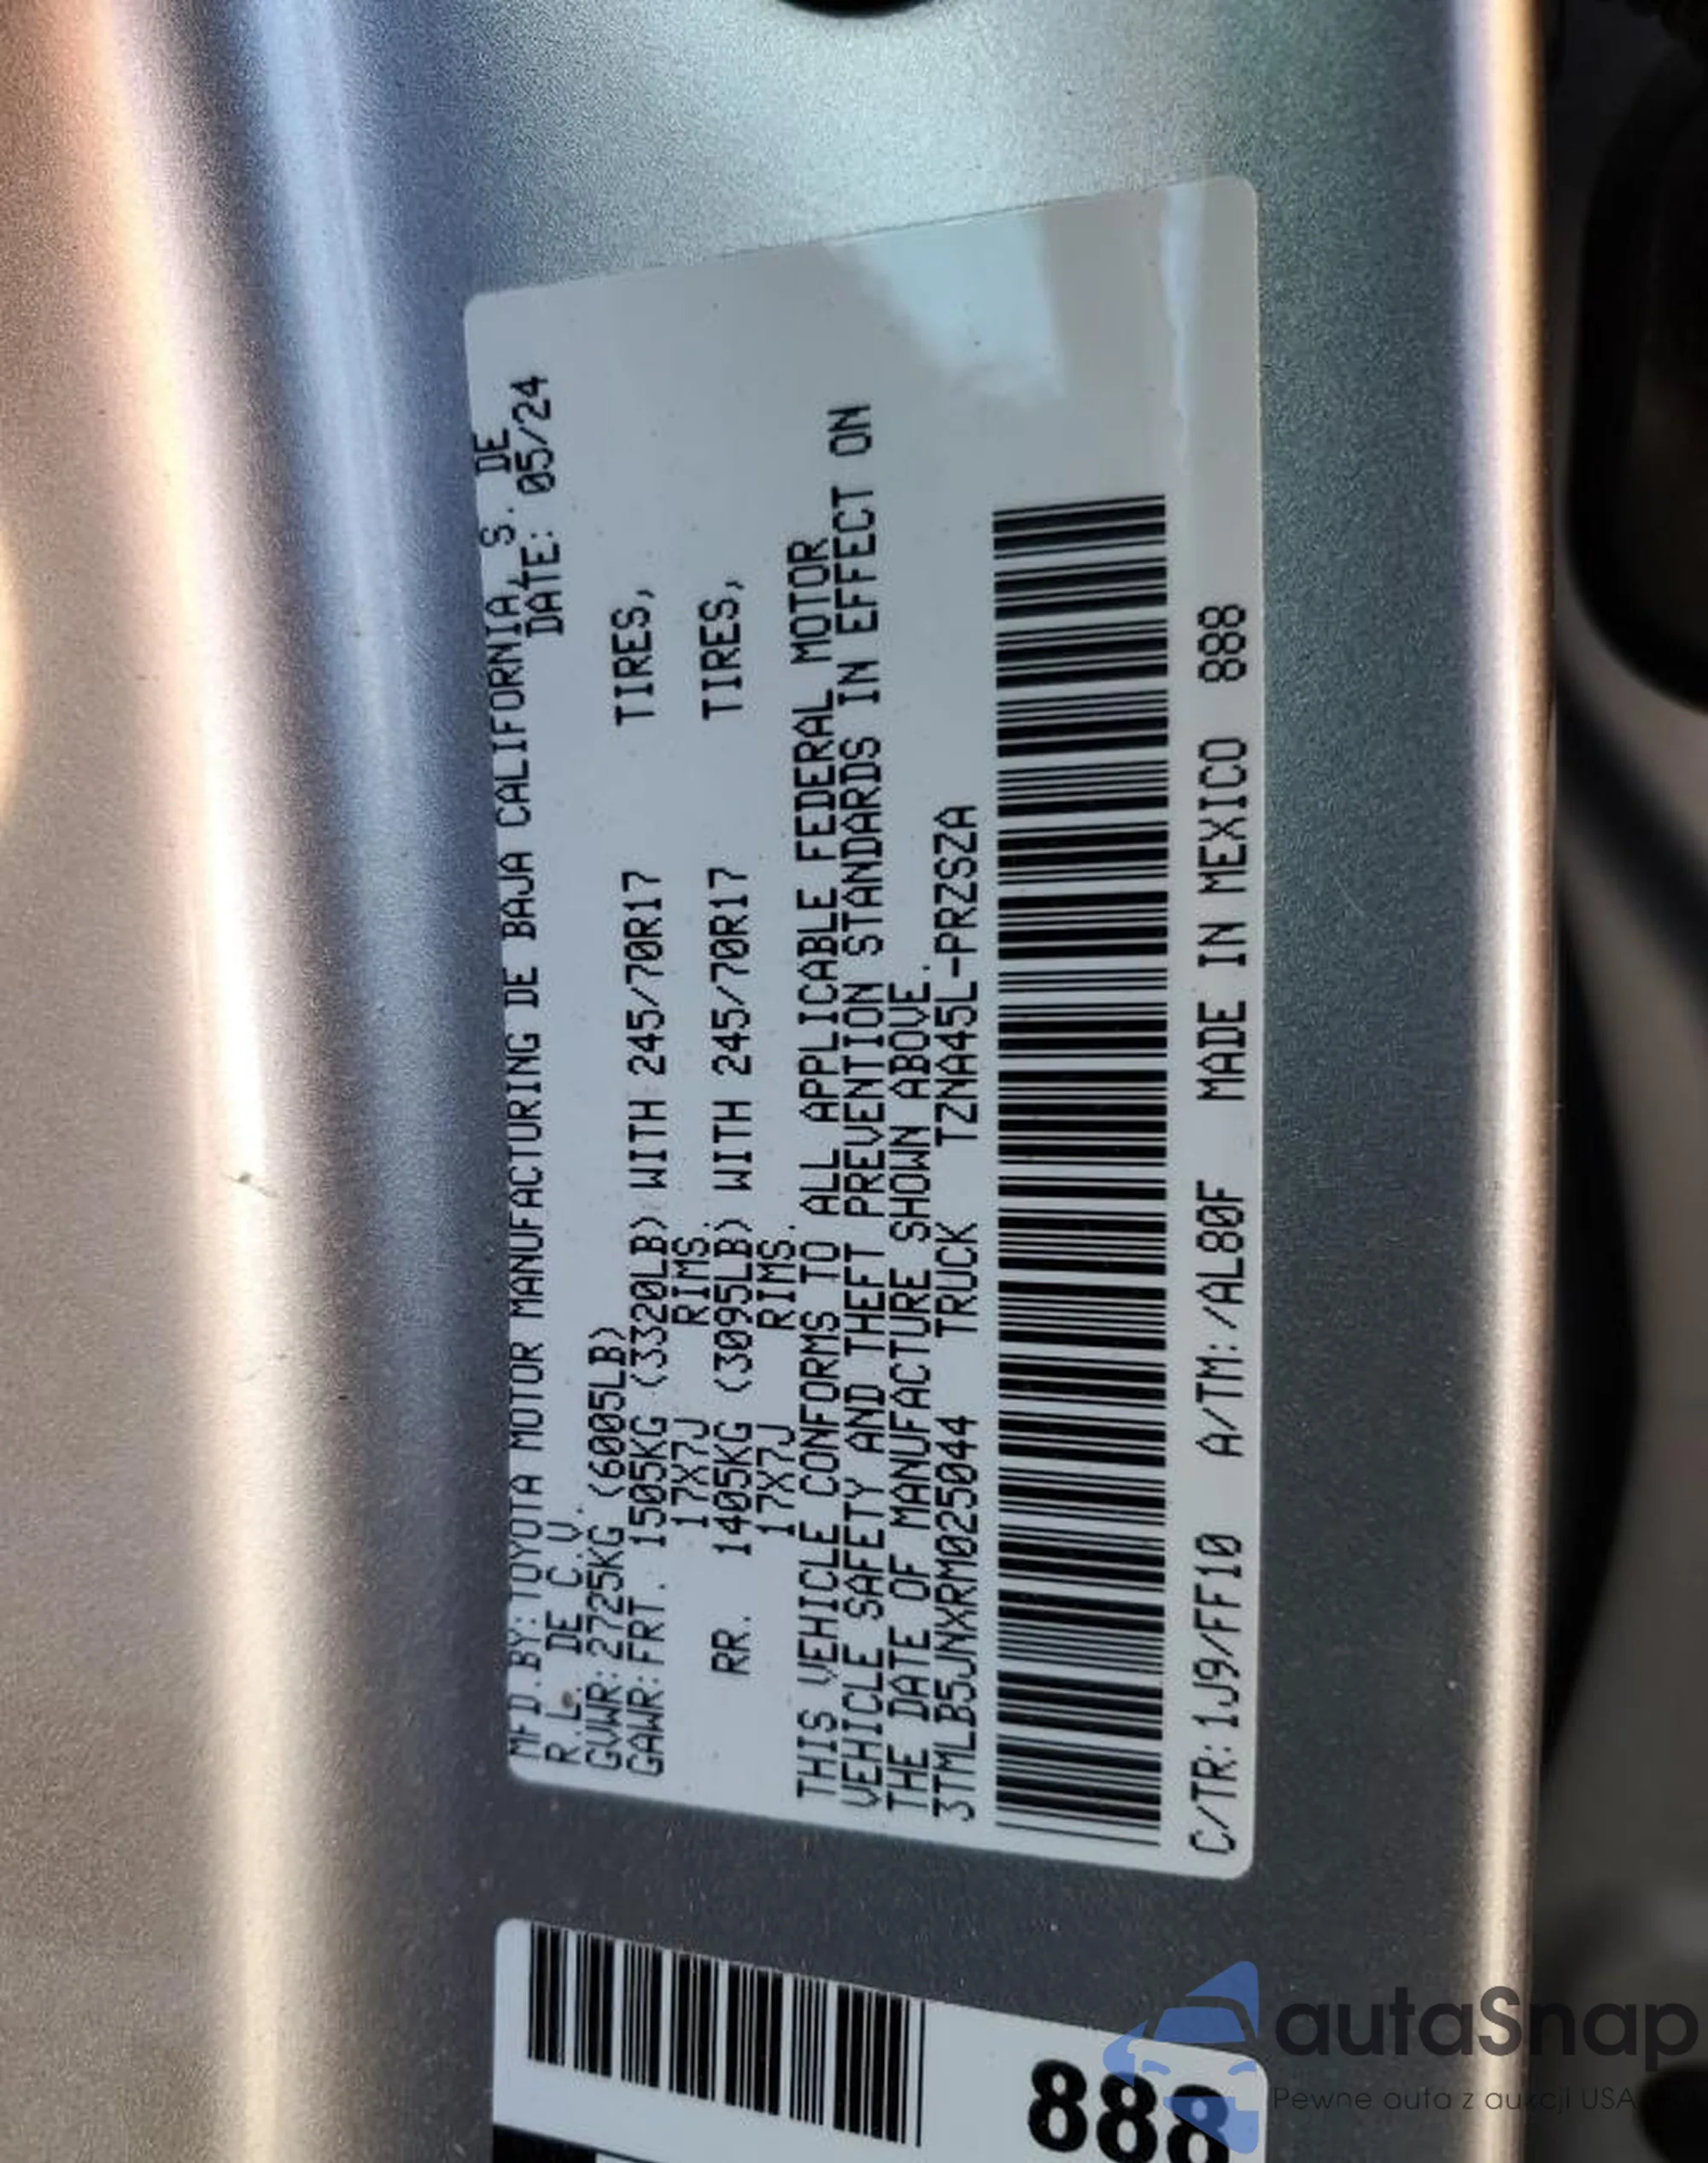 MFD.BY:TOYOTA MOTOR MANUFACTURING DE BAJA CALIFORNIA, S. DE
R.L. DE C.V. DATE: 05/24
GVWR:2725KG (6005LB)
GAWR:FRT. 1505KG (3320LB) WITH 245/70R17 TIRES,
17X7J RIMS.
RR. 1405KG (3095LB) WITH 245/70R17 TIRES,
17X7J RIMS.
THIS VEHICLE CONFORMS TO ALL APPLICABLE FEDERAL MOTOR
VEHICLE SAFETY AND THEFT PREVENTION STANDARDS IN EFFECT ON
THE DATE OF MANUFACTURE SHOWN ABOVE.
3TMLB5JNXRM025044 TRUCK TZNA45L-PRZSZA
C/TR:1J9/FF10 A/TM:/AL80F MADE IN MEXICO 888
888
autaSnap
Pewne auta z aukcji USA